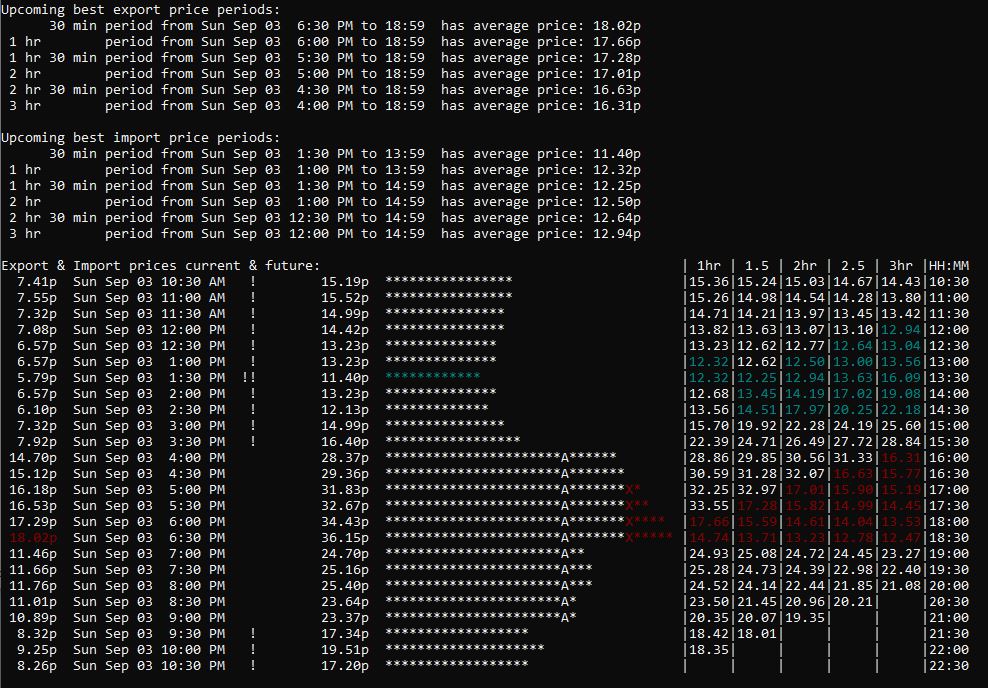 Upcoming best export price periods:
      30 min period from Sun Sep 03  6:30 PM to 18:59  has average price: 18.02p
 1 hr        period from Sun Sep 03  6:00 PM to 18:59  has average price: 17.66p
 1 hr 30 min period from Sun Sep 03  5:30 PM to 18:59  has average price: 17.28p
 2 hr        period from Sun Sep 03  5:00 PM to 18:59  has average price: 17.01p
 2 hr 30 min period from Sun Sep 03  4:30 PM to 18:59  has average price: 16.63p
 3 hr        period from Sun Sep 03  4:00 PM to 18:59  has average price: 16.31p

Upcoming best import price periods:
      30 min period from Sun Sep 03  1:30 PM to 13:59  has average price: 11.40p
 1 hr        period from Sun Sep 03  1:00 PM to 13:59  has average price: 12.32p
 1 hr 30 min period from Sun Sep 03  1:30 PM to 14:59  has average price: 12.25p
 2 hr        period from Sun Sep 03  1:00 PM to 14:59  has average price: 12.50p
 2 hr 30 min period from Sun Sep 03 12:30 PM to 14:59  has average price: 12.64p
 3 hr        period from Sun Sep 03 12:00 PM to 14:59  has average price: 12.94p

Export & Import prices current & future: | 1hr | 1.5 | 2hr | 2.5 | 3hr |HH:MM
  7.41p  Sun Sep 03 10:30 AM   !        15.19p  **************** |15.36|15.24|15.03|14.67|14.43|10:30
  7.55p  Sun Sep 03 11:00 AM   !        15.52p  **************** |15.26|14.98|14.54|14.28|13.80|11:00
  7.32p  Sun Sep 03 11:30 AM   !        14.99p  *************** |14.71|14.21|13.97|13.45|13.42|11:30
  7.08p  Sun Sep 03 12:00 PM   !        14.42p  *************** |13.82|13.63|13.07|13.10|12.94|12:00
  6.57p  Sun Sep 03 12:30 PM   !        13.23p  ************** |13.23|12.62|12.77|12.64|13.04|12:30
  6.57p  Sun Sep 03  1:00 PM   !        13.23p  ************** |12.32|12.62|12.50|13.00|13.56|13:00
  5.79p  Sun Sep 03  1:30 PM  !!        11.40p  ************ |12.32|12.25|12.94|13.63|16.09|13:30
  6.57p  Sun Sep 03  2:00 PM   !        13.23p  ************** |12.68|13.45|14.19|17.02|19.08|14:00
  6.10p  Sun Sep 03  2:30 PM   !        12.13p  ************* |13.56|14.51|17.97|20.25|22.18|14:30
  7.32p  Sun Sep 03  3:00 PM   !        14.99p  *************** |15.70|19.92|22.28|24.19|25.60|15:00
  7.92p  Sun Sep 03  3:30 PM   !        16.40p  ***************** |22.39|24.71|26.49|27.72|28.84|15:30
 14.70p  Sun Sep 03  4:00 PM            28.37p  **********************A****** |28.86|29.85|30.56|31.33|16.31|16:00
 15.12p  Sun Sep 03  4:30 PM            29.36p  **********************A******* |30.59|31.28|32.07|16.63|15.77|16:30
 16.18p  Sun Sep 03  5:00 PM            31.83p  **********************A*******X* |32.25|32.97|17.01|15.90|15.19|17:00
 16.53p  Sun Sep 03  5:30 PM            32.67p  **********************A*******X** |33.55|17.28|15.82|14.99|14.45|17:30
 17.29p  Sun Sep 03  6:00 PM            34.43p  **********************A*******X**** |17.66|15.59|14.61|14.04|13.53|18:00
 18.02p  Sun Sep 03  6:30 PM            36.15p  **********************A*******X***** |14.74|13.71|13.23|12.78|12.47|18:30
 11.46p  Sun Sep 03  7:00 PM            24.70p  **********************A** |24.93|25.08|24.72|24.45|23.27|19:00
 11.66p  Sun Sep 03  7:30 PM            25.16p  **********************A*** |25.28|24.73|24.39|22.98|22.40|19:30
 11.76p  Sun Sep 03  8:00 PM            25.40p  **********************A*** |24.52|24.14|22.44|21.85|21.08|20:00
 11.01p  Sun Sep 03  8:30 PM            23.64p  **********************A* |23.50|21.45|20.96|20.21|     |20:30
 10.89p  Sun Sep 03  9:00 PM            23.37p  **********************A* |20.35|20.07|19.35|     |     |21:00
  8.32p  Sun Sep 03  9:30 PM   !        17.34p  ****************** |18.42|18.01|     |     |     |21:30
  9.25p  Sun Sep 03 10:00 PM   !        19.51p  ******************** |18.35|     |     |     |     |22:00
  8.26p  Sun Sep 03 10:30 PM   !        17.20p  ****************** |     |     |     |     |     |22:30